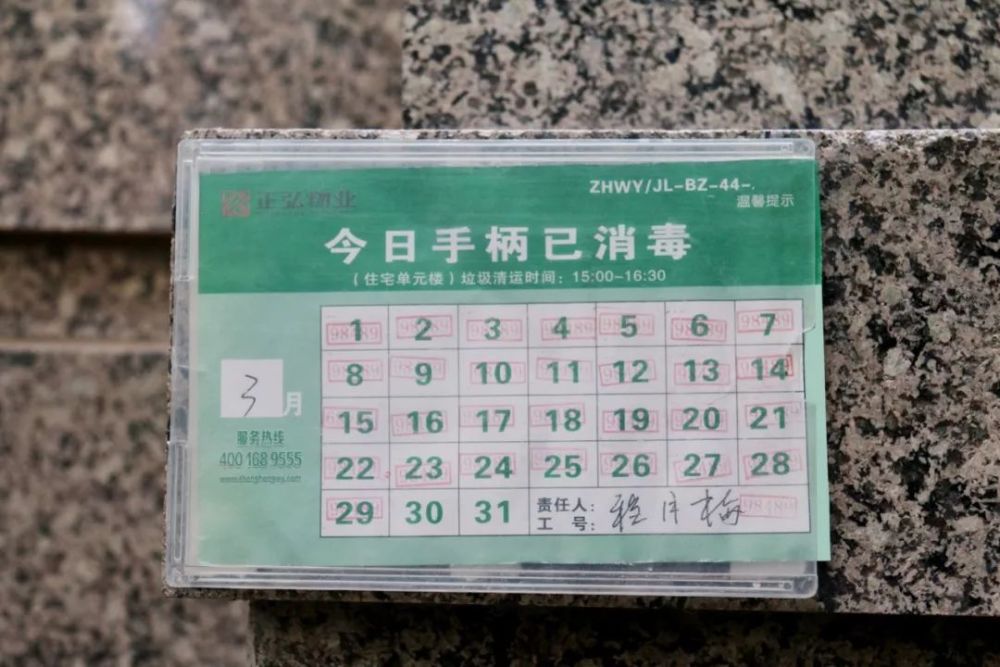 正弘物业
ZHWY/JL-BZ-44-
温馨提示
今日手柄已消毒
(住宅单元楼)垃圾清运时间:15:00-16:30
1 2 3 4 5 6 7
8 9 10 11 12 13 14
3月
15 16 17 18 19 20 21
服务热线
400 168 9555
22 23 24 25 26 27 28
29 30 31
责任人:程月梅
工 号:98489